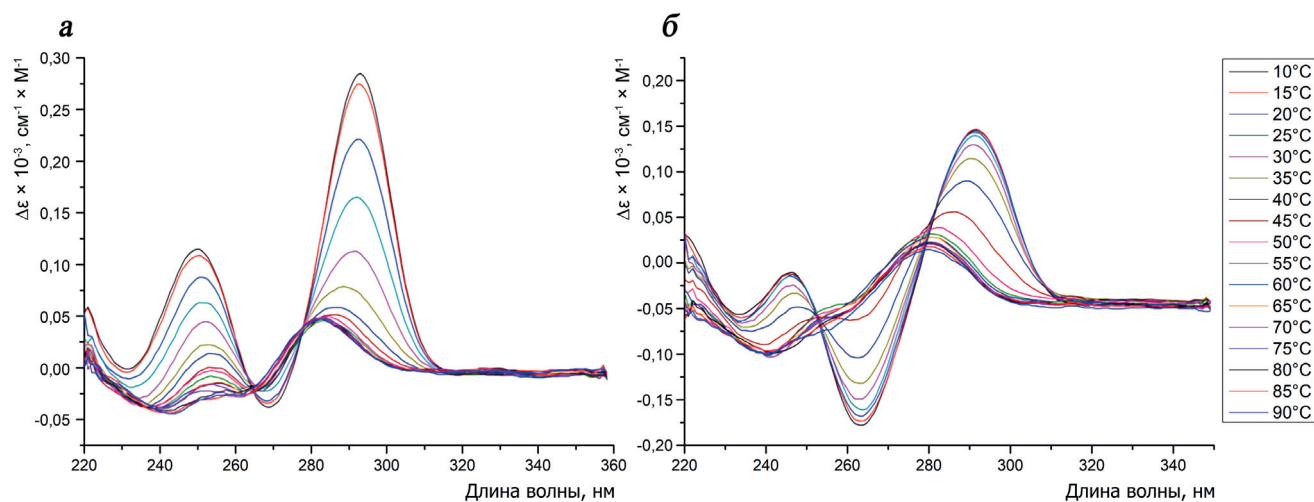 а
Δε × 10⁻³, см⁻¹ × М⁻¹
0,30
0,25
0,20
0,15
0,10
0,05
0,00
-0,05
220 240 260 280 300 320 340 360
Длина волны, нм
б
Δε × 10⁻³, см⁻¹ × М⁻¹
0,20
0,15
0,10
0,05
0,00
-0,05
-0,10
-0,15
-0,20
220 240 260 280 300 320 340
Длина волны, нм
10°C
15°C
20°C
25°C
30°C
35°C
40°C
45°C
50°C
55°C
60°C
65°C
70°C
75°C
80°C
85°C
90°C